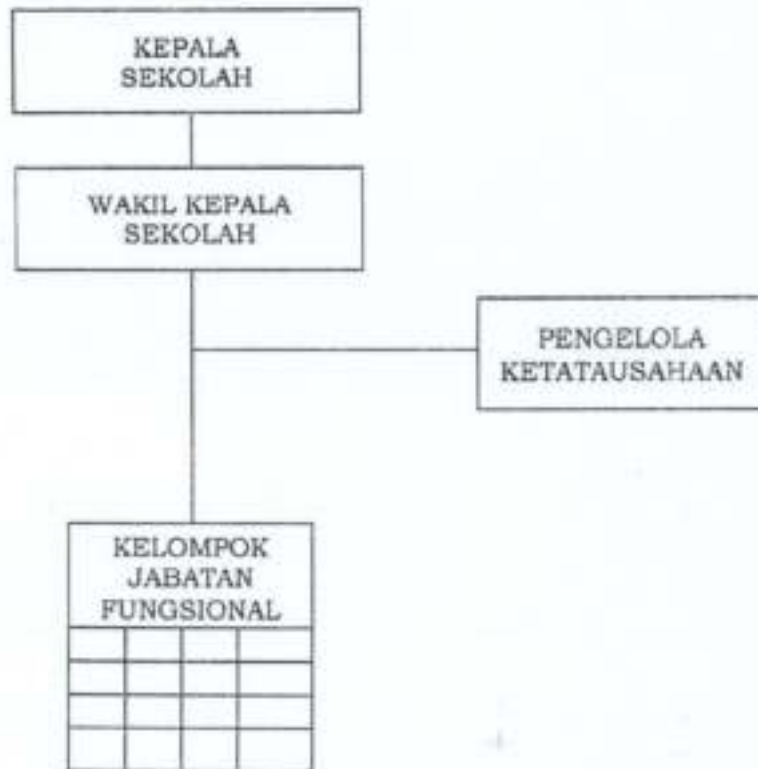 KEPALA
SEKOLAH
WAKIL KEPALA
SEKOLAH
PENGELOLA
KETATAUSAHAAN
KELOMPOK
JABATAN
FUNGSIONAL